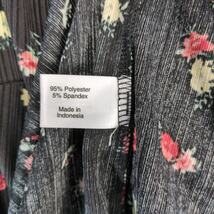 95% Polyester
5% Spandex
Made in
Indonesia